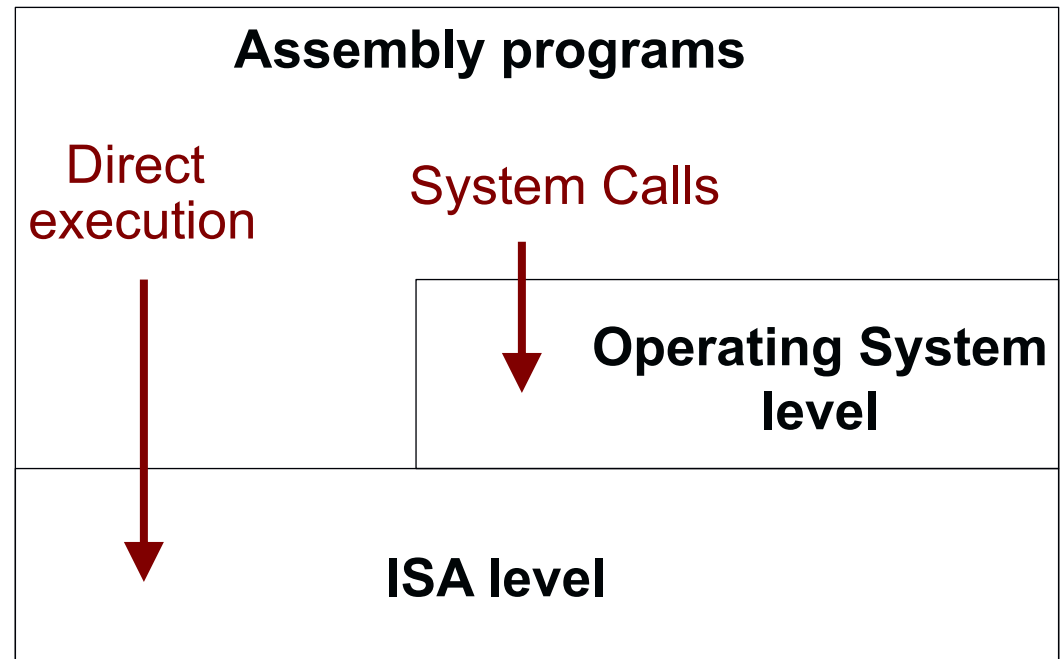 Assembly programs
Direct
execution
System Calls
Operating System
level
ISA level